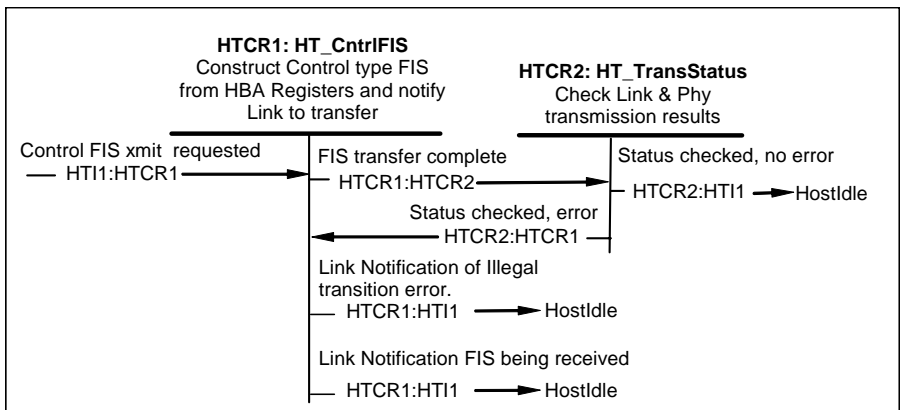 HTCR1: HT_CntrlFIS
Construct Control type FIS
from HBA Registers and notify
Link to transfer
HTCR2: HT_TransStatus
Check Link & Phy
transmission results
Control FIS xmit requested
HTI1:HTCR1
FIS transfer complete
HTCR1:HTCR2
Status checked, no error
HTCR2:HTI1
HostIdle
Status checked, error
HTCR2:HTCR1
Link Notification of Illegal
transition error.
HTCR1:HTI1
HostIdle
Link Notification FIS being received
HTCR1:HTI1
HostIdle